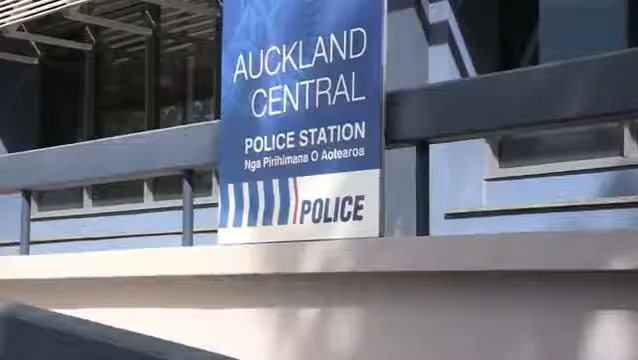 AUCKLAND
CENTRAL
POLICE STATION
Nga Pirihimana O Aotearoa
POLICE